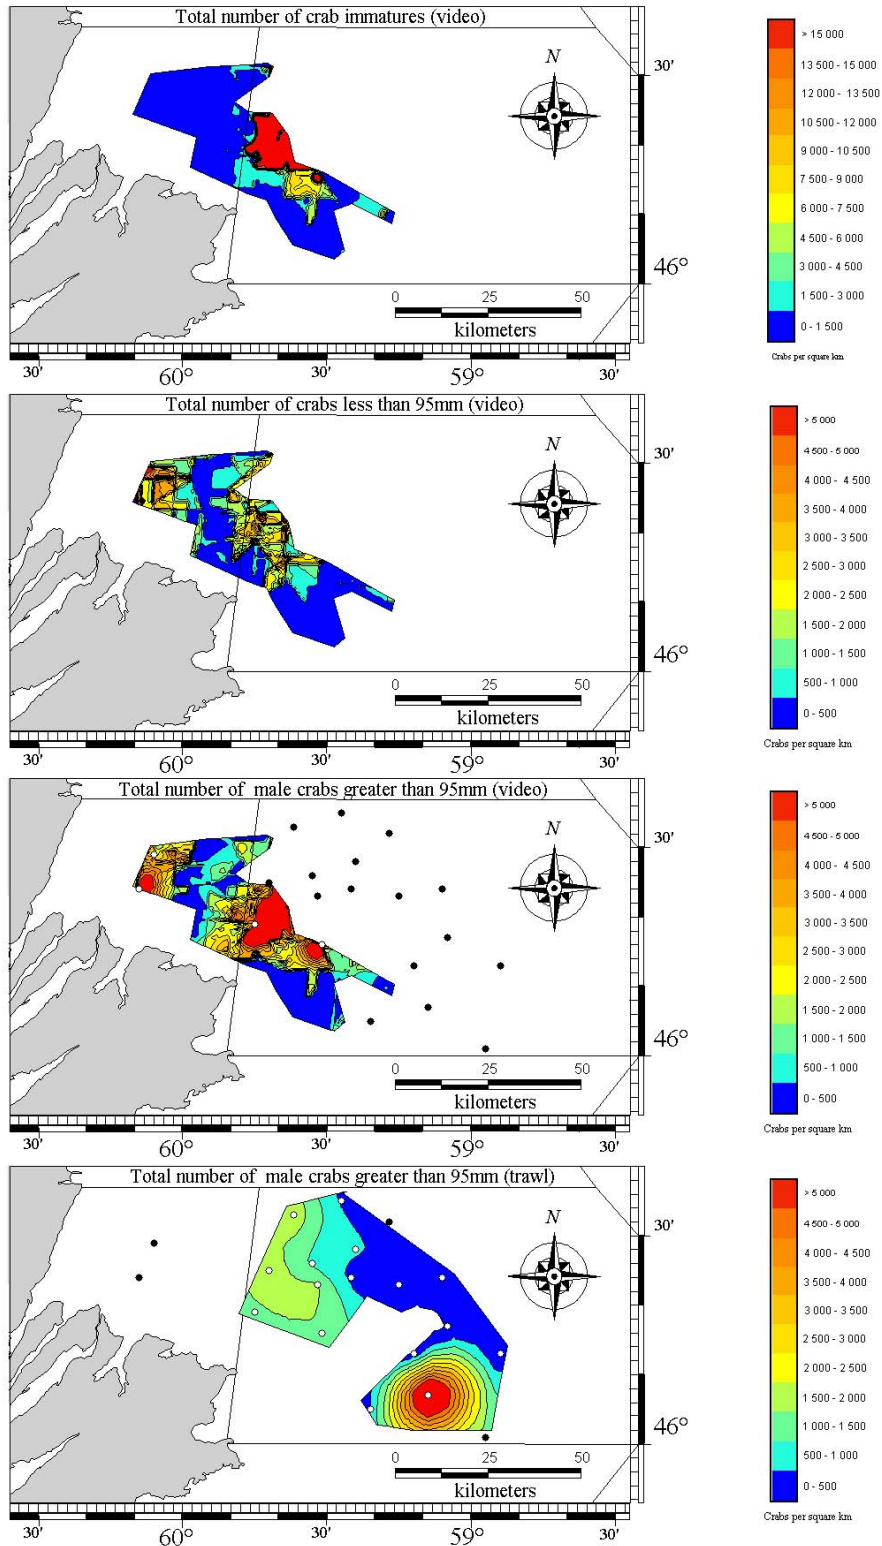 Total number of crab immatures (video)
N
30'
46°
0 25 50
kilometers
30' 60° 30' 59° 30'
> 15 000
13 500 - 15 000
12 000 - 13 500
10 500 - 12 000
9 000 - 10 500
7 500 - 9 000
6 000 - 7 500
4 500 - 6 000
3 000 - 4 500
1 500 - 3 000
0 - 1 500
Crabs per square km
Total number of crabs less than 95mm (video)
N
30'
46°
0 25 50
kilometers
30' 60° 30' 59° 30'
> 5 000
4 500 - 5 000
4 000 - 4 500
3 500 - 4 000
3 000 - 3 500
2 500 - 3 000
2 000 - 2 500
1 500 - 2 000
1 000 - 1 500
500 - 1 000
0 - 500
Crabs per square km
Total number of male crabs greater than 95mm (video)
N
30'
46°
0 25 50
kilometers
30' 60° 30' 59° 30'
> 5 000
4 500 - 5 000
4 000 - 4 500
3 500 - 4 000
3 000 - 3 500
2 500 - 3 000
2 000 - 2 500
1 500 - 2 000
1 000 - 1 500
500 - 1 000
0 - 500
Crabs per square km
Total number of male crabs greater than 95mm (trawl)
N
30'
46°
0 25 50
kilometers
30' 60° 30' 59° 30'
> 5 000
4 500 - 5 000
4 000 - 4 500
3 500 - 4 000
3 000 - 3 500
2 500 - 3 000
2 000 - 2 500
1 500 - 2 000
1 000 - 1 500
500 - 1 000
0 - 500
Crabs per square km